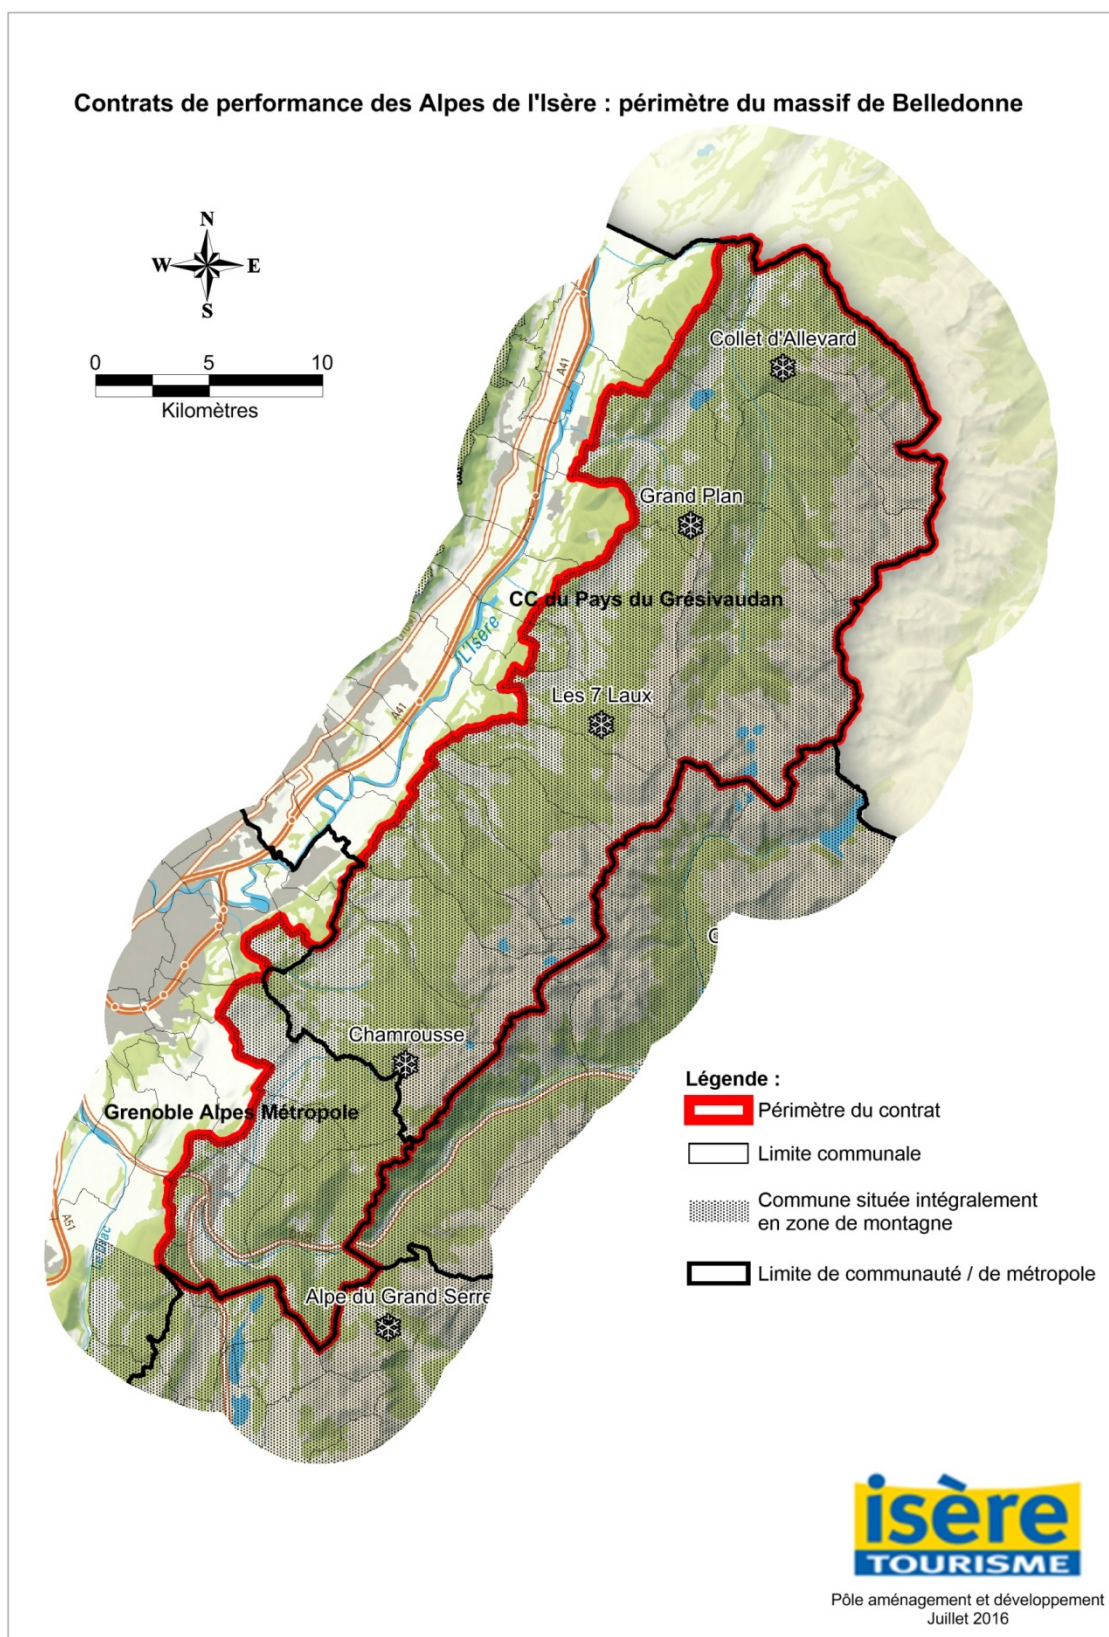 Contrats de performance des Alpes de l'Isère : périmètre du massif de Belledonne
N
W E
S
0 5 10
Kilomètres
Collet d'Allevard
A41
Grand Plan
CC du Pays du Grésivaudan
L'Isère
Les 7 Laux
A41
Chamrousse
Grenoble Alpes Métropole
A51
Le Drac
Alpe du Grand Serre
Légende :
Périmètre du contrat
Limite communale
Commune située intégralement
en zone de montagne
Limite de communauté / de métropole
isère
TOURISME
Pôle aménagement et développement
Juillet 2016